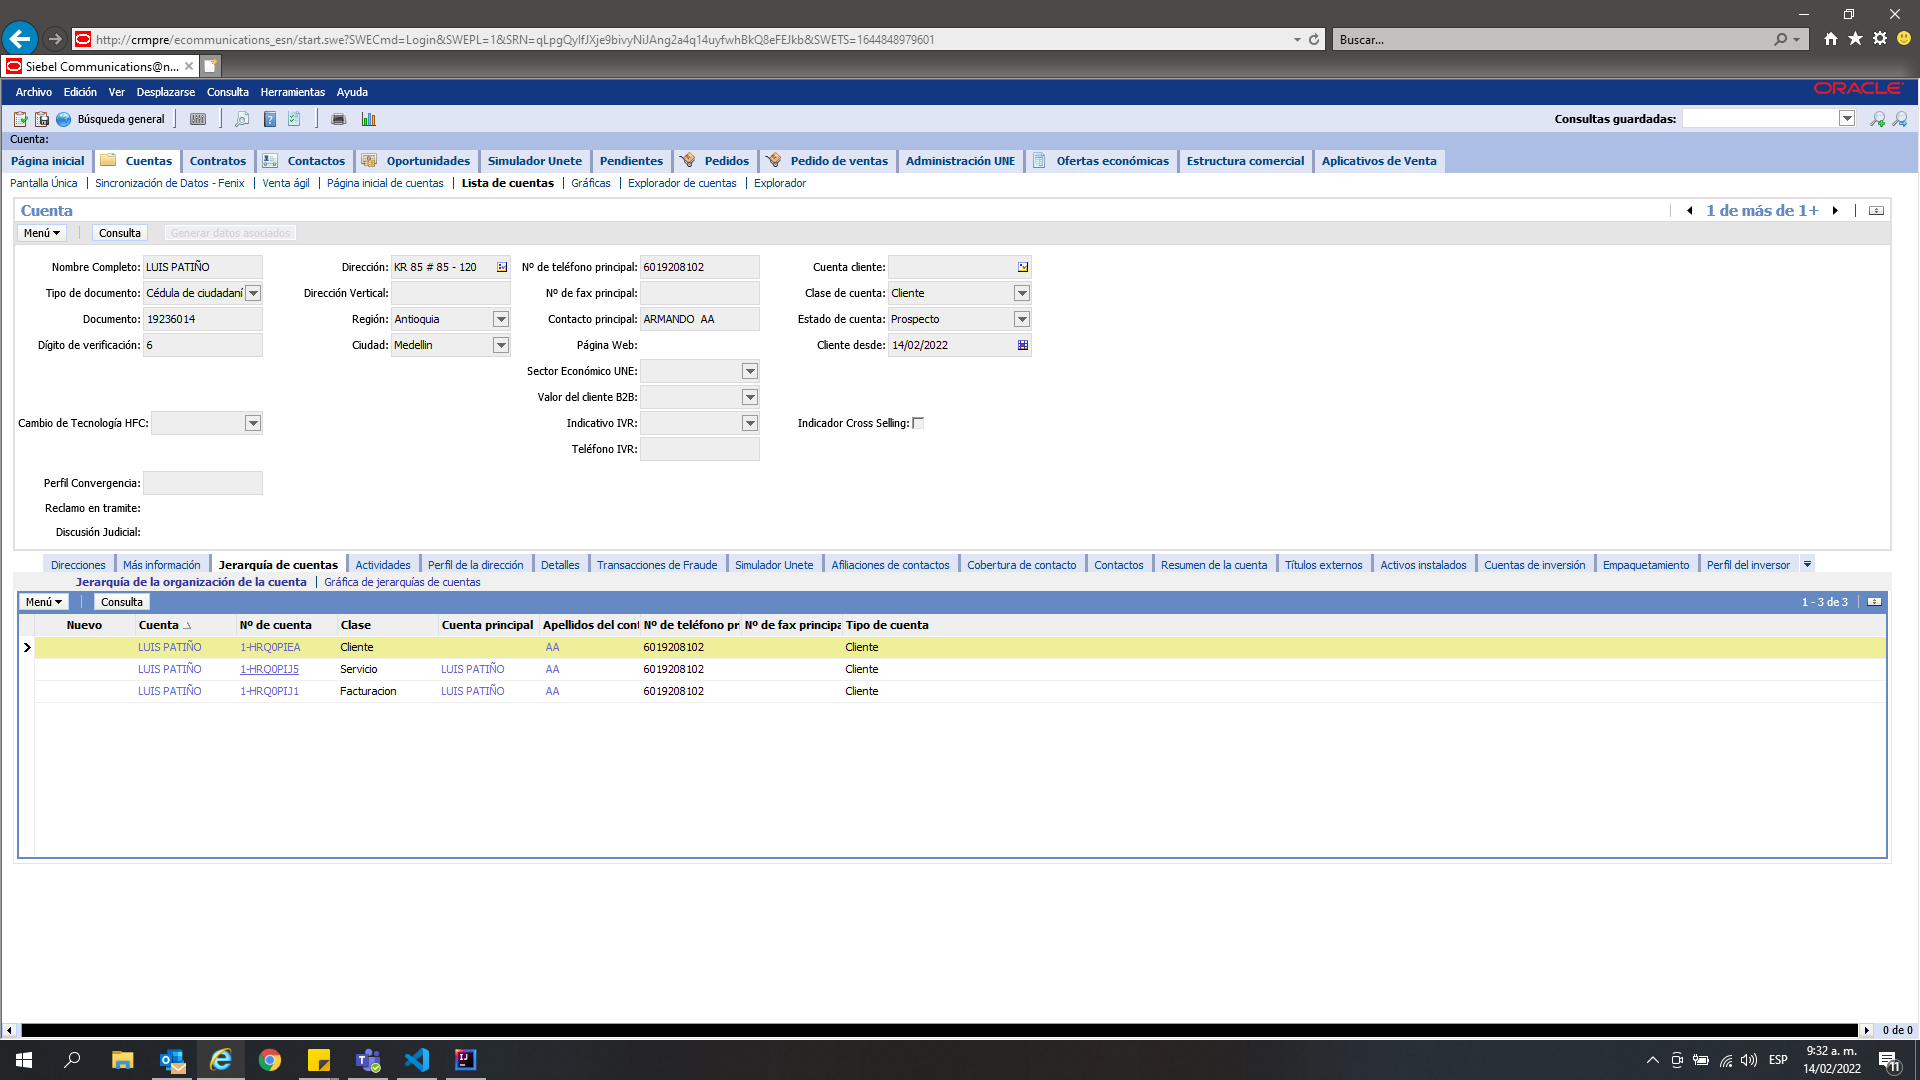 http://crmpre/ecommunications_esn/start.swe?SWECmd=Login&SWEPL=1&SRN=qLpgQylfJXje9bivyNiJAng2a4q14uyfwhBkQ8eFEJkb&SWETS=1644848979601
Buscar...
Siebel Communications@n...
Archivo Edición Ver Desplazarse Consulta Herramientas Ayuda
ORACLE
Búsqueda general
Consultas guardadas:
Cuenta:
Página inicial Cuentas Contratos Contactos Oportunidades Simulador Unete Pendientes Pedidos Pedido de ventas Administración UNE Ofertas económicas Estructura comercial Aplicativos de Venta
Pantalla Única Sincronización de Datos - Fenix Venta ágil Página inicial de cuentas Lista de cuentas Gráficas Explorador de cuentas Explorador
Cuenta
1 de más de 1+
Menú Consulta Generar datos asociados
Nombre Completo: LUIS PATIÑO Dirección: KR 85 # 85 - 120 Nº de teléfono principal: 6019208102 Cuenta cliente:
Tipo de documento: Cédula de ciudadaní Dirección Vertical: Nº de fax principal: Clase de cuenta: Cliente
Documento: 19236014 Región: Antioquia Contacto principal: ARMANDO AA Estado de cuenta: Prospecto
Dígito de verificación: 6 Ciudad: Medellin Página Web: Cliente desde: 14/02/2022
Sector Económico UNE:
Valor del cliente B2B:
Cambio de Tecnología HFC: Indicativo IVR: Indicador Cross Selling:
Teléfono IVR:
Perfil Convergencia:
Reclamo en tramite:
Discusión Judicial:
Direcciones Más información Jerarquía de cuentas Actividades Perfil de la dirección Detalles Transacciones de Fraude Simulador Unete Afiliaciones de contactos Cobertura de contacto Contactos Resumen de la cuenta Títulos externos Activos instalados Cuentas de inversión Empaquetamiento Perfil del inversor
Jerarquía de la organización de la cuenta Gráfica de jerarquías de cuentas
Menú Consulta 1 - 3 de 3
Nuevo Cuenta Nº de cuenta Clase Cuenta principal Apellidos del cont Nº de teléfono pri Nº de fax principa Tipo de cuenta
LUIS PATIÑO 1-HRQ0PIEA Cliente AA 6019208102 Cliente
LUIS PATIÑO 1-HRQ0PIJ5 Servicio LUIS PATIÑO AA 6019208102 Cliente
LUIS PATIÑO 1-HRQ0PIJ1 Facturacion LUIS PATIÑO AA 6019208102 Cliente
0 de 0
ESP
9:32 a. m.
14/02/2022
11